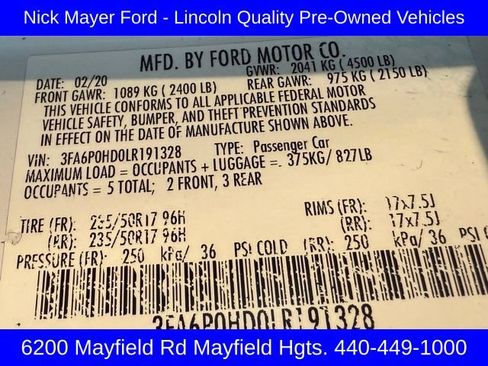 Nick Mayer Ford - Lincoln Quality Pre-Owned Vehicles
MFD. BY FORD MOTOR CO.
DATE: 02/20 GVWR: 2041 KG ( 4500 LB)
FRONT GAWR: 1089 KG ( 2400 LB) REAR GAWR: 975 KG ( 2150 LB)
THIS VEHICLE CONFORMS TO ALL APPLICABLE FEDERAL MOTOR
VEHICLE SAFETY, BUMPER, AND THEFT PREVENTION STANDARDS
IN EFFECT ON THE DATE OF MANUFACTURE SHOWN ABOVE.
VIN: 3FA6P0HD0LR191328 TYPE: Passenger Car
MAXIMUM LOAD = OCCUPANTS + LUGGAGE = 375KG/ 827LB
OCCUPANTS = 5 TOTAL; 2 FRONT, 3 REAR
TIRE (FR): 235/50R17 96H RIMS (FR): 17x7.5J
(RR): 235/50R17 96H (RR): 17x7.5J
PRESSURE (FR): 250 kPa/ 36 PSI COLD (RR): 250 kPa/ 36 PSI
3FA6P0HD0LR191328
6200 Mayfield Rd Mayfield Hgts. 440-449-1000